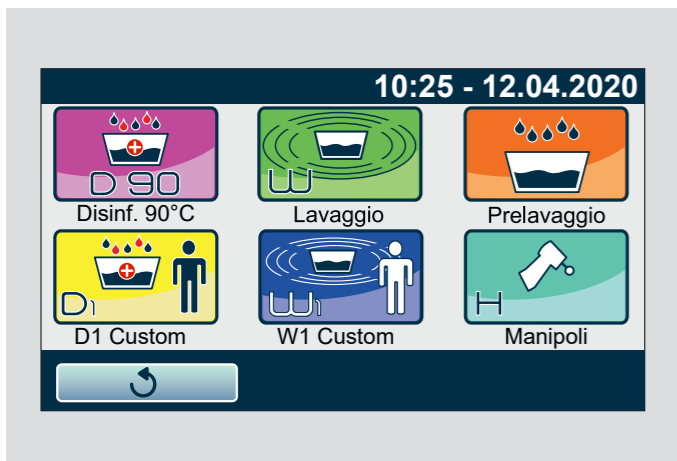 10:25 - 12.04.2020
D 90
W
Disinf. 90°C
Lavaggio
Prelavaggio
D1
W1
H
D1 Custom
W1 Custom
Manipoli